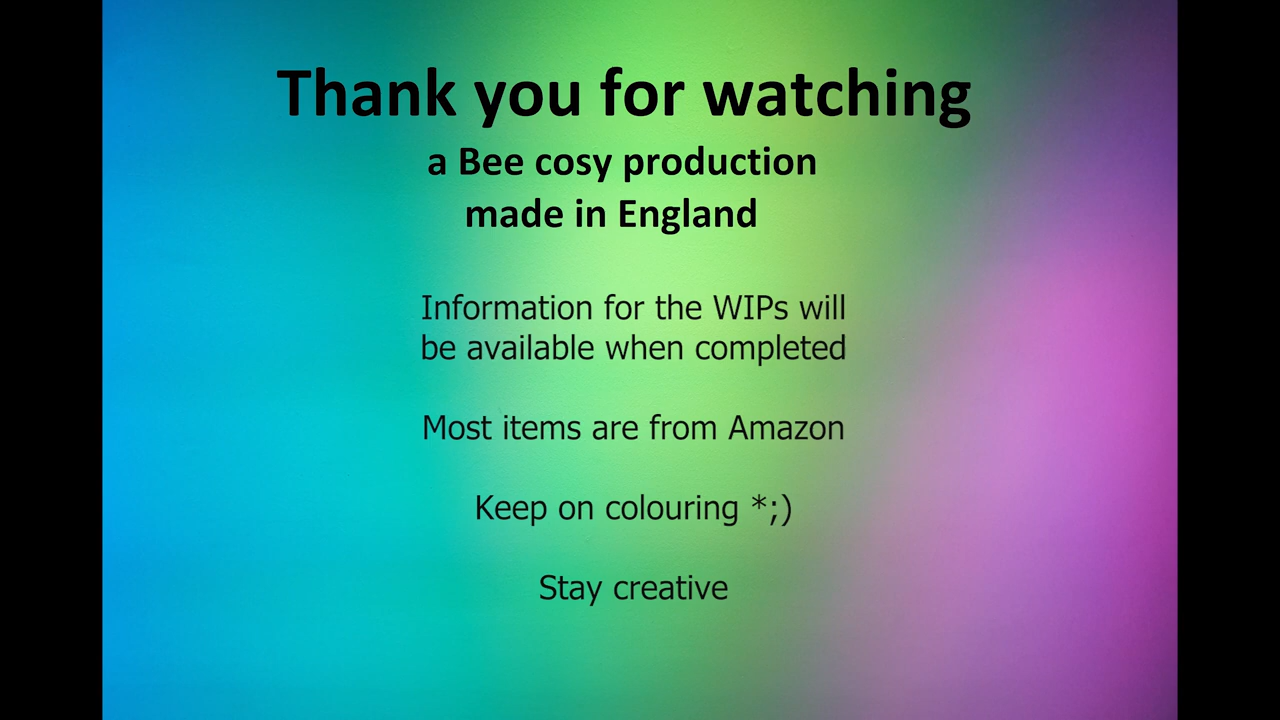 Thank you for watching
a Bee cosy production
made in England
Information for the WIPs will
be available when completed
Most items are from Amazon
Keep on colouring *;)
Stay creative